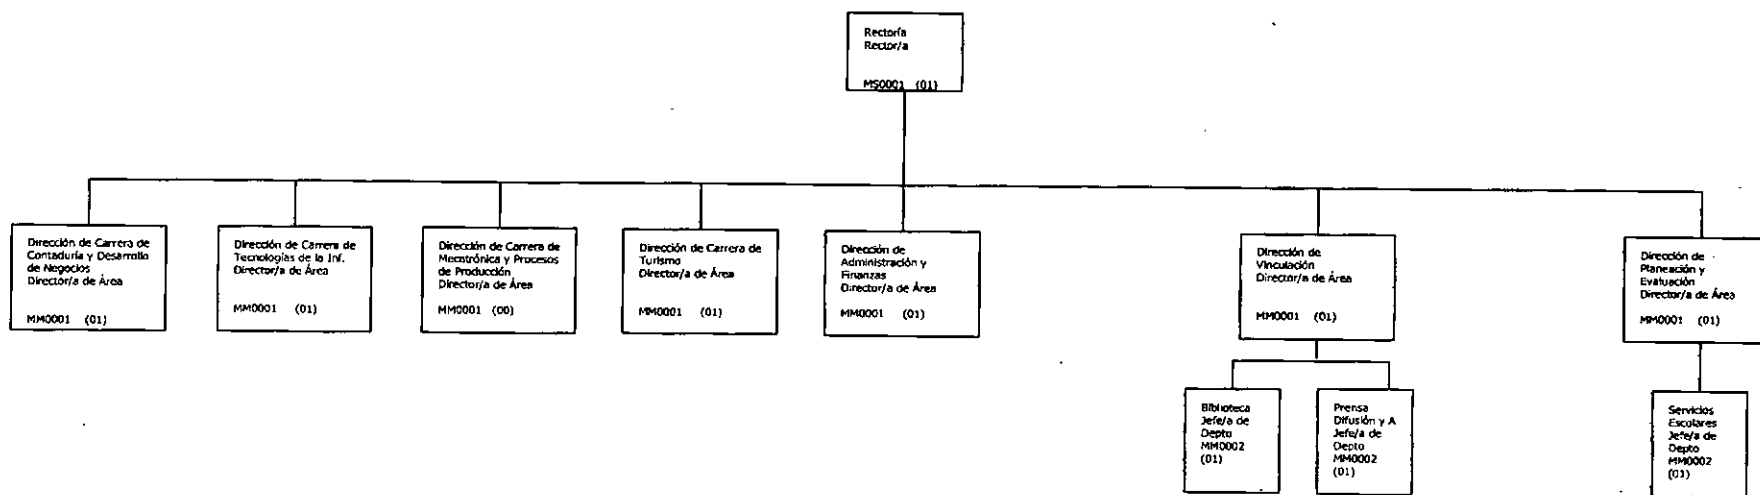 Rectoría
Rector/a
MS0001 (01)
Dirección de Carrera de
Contaduría y Desarrollo
de Negocios
Director/a de Área
MM0001 (01)
Dirección de Carrera de
Tecnologías de la Inf.
Director/a de Área
MM0001 (01)
Dirección de Carrera de
Mecatrónica y Procesos
de Producción
Director/a de Área
MM0001 (00)
Dirección de Carrera de
Turismo
Director/a de Área
MM0001 (01)
Dirección de
Administración y
Finanzas
Director/a de Área
MM0001 (01)
Dirección de
Vinculación
Director/a de Área
MM0001 (01)
Dirección de
Planeación y
Evaluación
Director/a de Área
MM0001 (01)
Biblioteca
Jefe/a de
Depto
MM0002
(01)
Prensa
Difusión y A
Jefe/a de
Depto
MM0002
(01)
Servicios
Escolares
Jefe/a de
Depto
MM0002
(01)